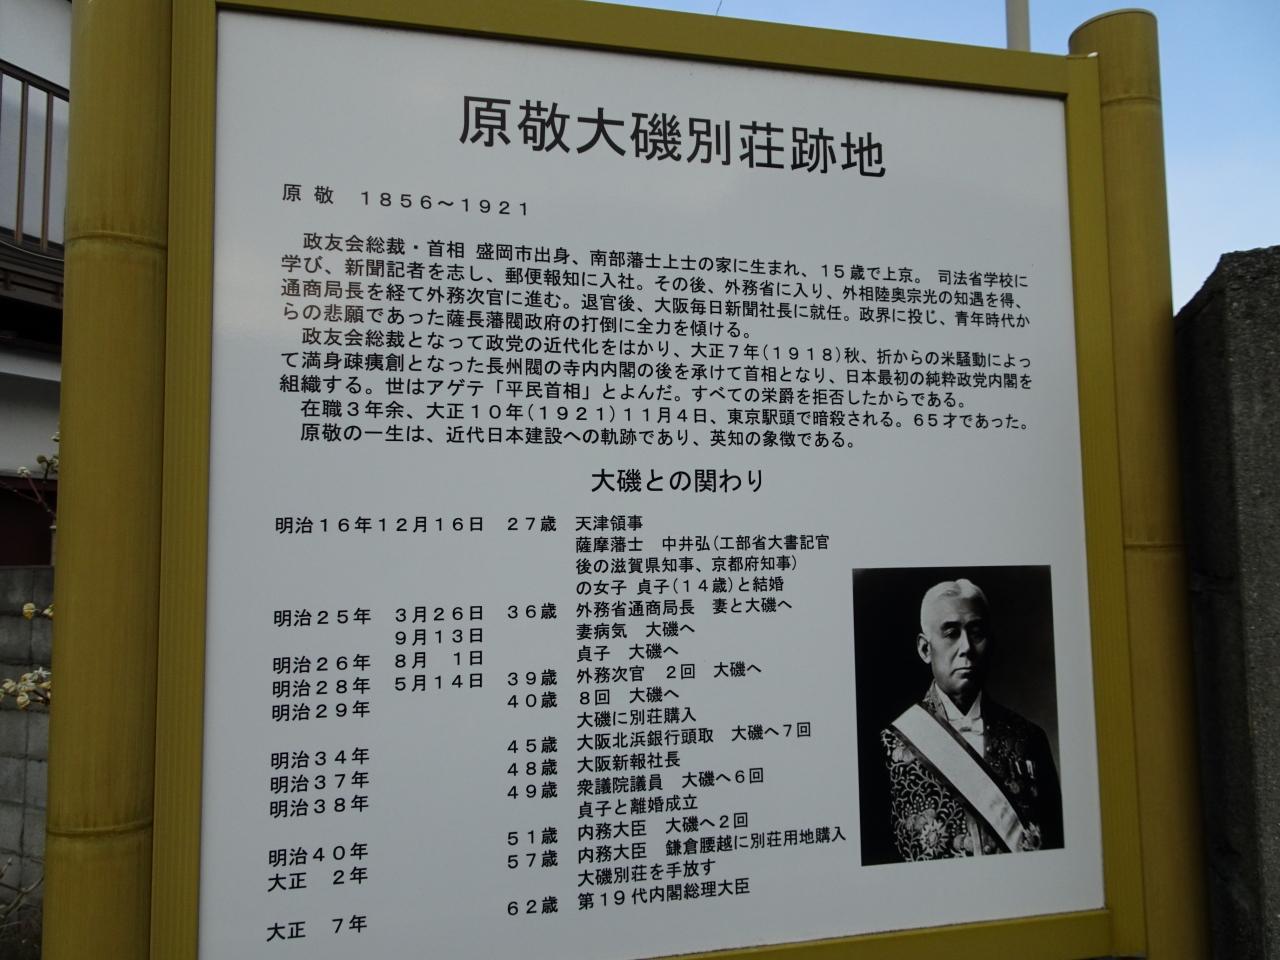 原敬大磯別荘跡地
原 敬　１８５６～１９２１
政友会総裁・首相 盛岡市出身、南部藩士上士の家に生まれ、１５歳で上京。 司法省学校に
学び、新聞記者を志し、郵便報知に入社。その後、外務省に入り、外相陸奥宗光の知遇を得、
通商局長を経て外務次官に進む。退官後、大阪毎日新聞社長に就任。政界に投じ、青年時代か
らの悲願であった薩長藩閥政府の打倒に全力を傾ける。
政友会総裁となって政党の近代化をはかり、大正７年(１９１８)秋、折からの米騒動によっ
て満身疎痍創となった長州閥の寺内内閣の後を承けて首相となり、日本最初の純粋政党内閣を
組織する。世はアゲテ「平民首相」とよんだ。すべての栄爵を拒否したからである。
在職３年余、大正１０年(１９２１)１１月４日、東京駅頭で暗殺される。６５才であった。
原敬の一生は、近代日本建設への軌跡であり、英知の象徴である。
大磯との関わり
明治１６年１２月１６日　２７歳　天津領事
薩摩藩士　中井弘(工部省大書記官
後の滋賀県知事、京都府知事)
の女子 貞子(１４歳)と結婚
明治２５年　３月２６日　３６歳　外務省通商局長　妻と大磯へ
９月１３日　妻病気　大磯へ
明治２６年　８月　１日　貞子　大磯へ
明治２８年　５月１４日　３９歳　外務次官　２回　大磯へ
明治２９年　４０歳　８回　大磯へ
大磯に別荘購入
明治３４年　４５歳　大阪北浜銀行頭取　大磯へ７回
明治３７年　４８歳　大阪新報社長
明治３８年　４９歳　衆議院議員　大磯へ６回
貞子と離婚成立
明治４０年　５１歳　内務大臣　大磯へ２回
大正　２年　５７歳　内務大臣　鎌倉腰越に別荘用地購入
大磯別荘を手放す
大正　７年　６２歳　第１９代内閣総理大臣